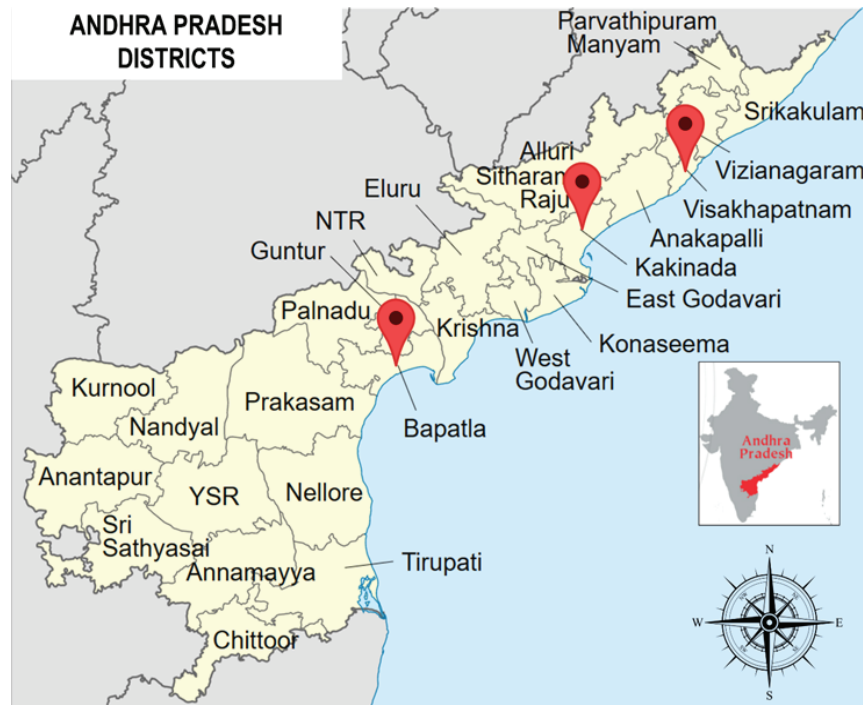 ANDHRA PRADESH
DISTRICTS
Parvathipuram
Manyam
Srikakulam
Alluri
Sitharam
Raju
Vizianagaram
Eluru
Visakhapatnam
NTR
Anakapalli
Guntur
Kakinada
East Godavari
Palnadu
Krishna
West
Godavari
Konaseema
Kurnool
Prakasam
Bapatla
Nandyal
Andhra
Pradesh
Anantapur
YSR
Nellore
Sri
Sathyasai
Annamayya
Tirupati
Chittoor
N
W
E
S